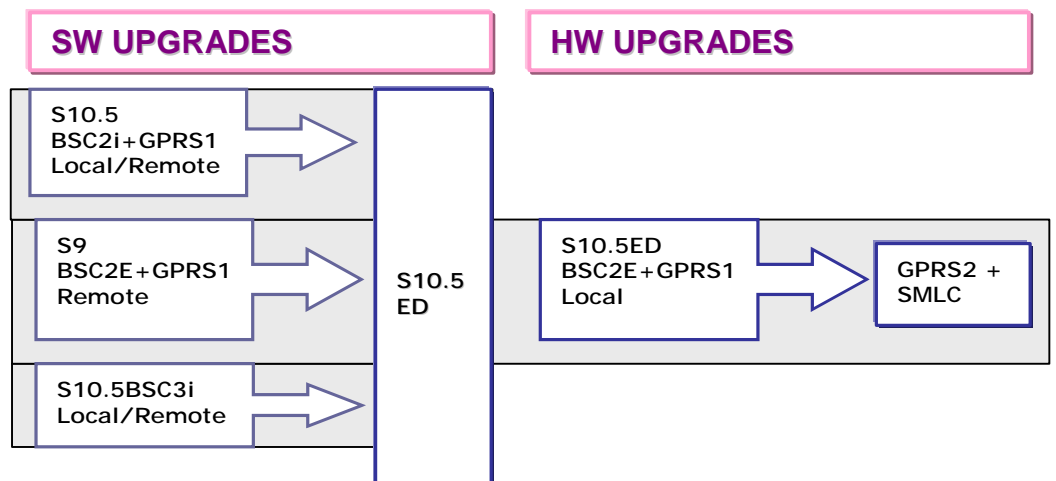 SW UPGRADES
HW UPGRADES
S10.5
BSC2i+GPRS1
Local/Remote
S9
BSC2E+GPRS1
Remote
S10.5BSC3i
Local/Remote
S10.5
ED
S10.5ED
BSC2E+GPRS1
Local
GPRS2 +
SMLC